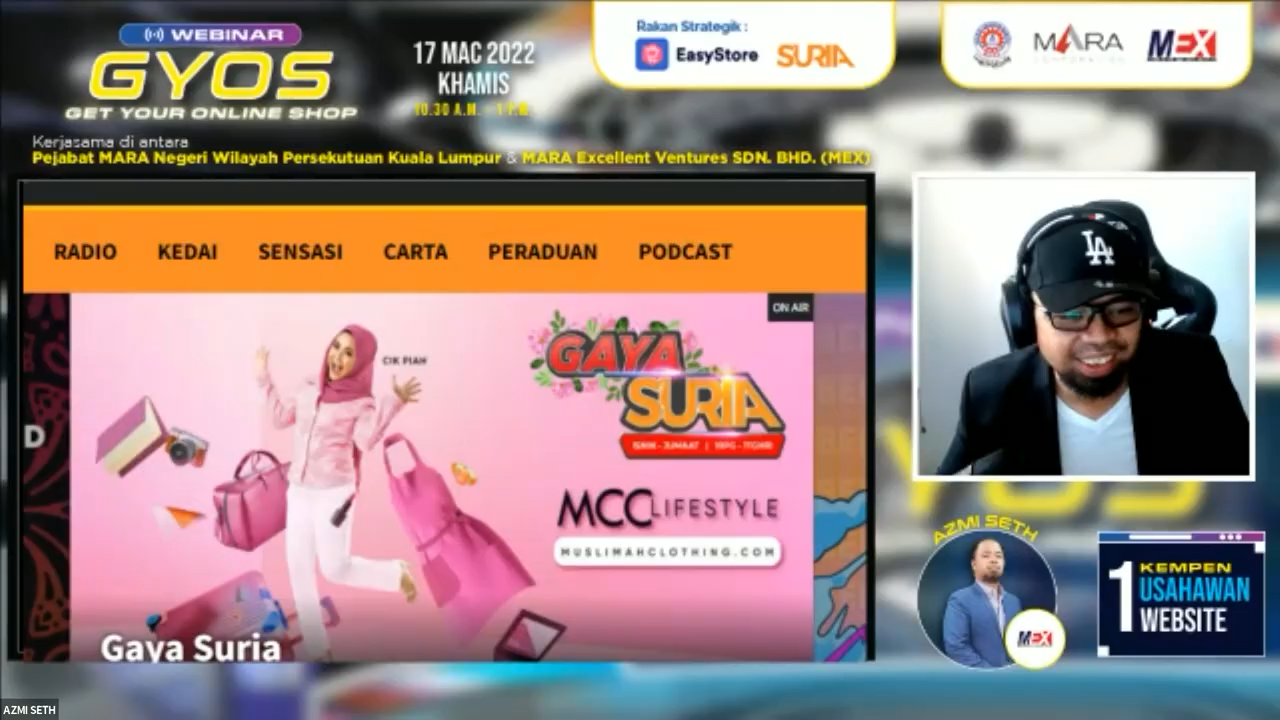 WEBINAR
GYOS
GET YOUR ONLINE SHOP
17 MAC 2022
KHAMIS
10.30 A.M. - 1 P.M.
Rakan Strategik :
EasyStore
SURIA
MARA
CORPORATION
MEX
Kerjasama di antara
Pejabat MARA Negeri Wilayah Persekutuan Kuala Lumpur & MARA Excellent Ventures SDN. BHD. (MEX)
RADIO KEDAI SENSASI CARTA PERADUAN PODCAST
ON AIR
CIK PIAH
GAYA
SURIA
ISNIN - JUMAAT
D
MCC LIFESTYLE
MUSLIMAHCLOTHING.COM
Gaya Suria
LA
AZMI SETH
MEX
1 KEMPEN
USAHAWAN
WEBSITE
AZMI SETH